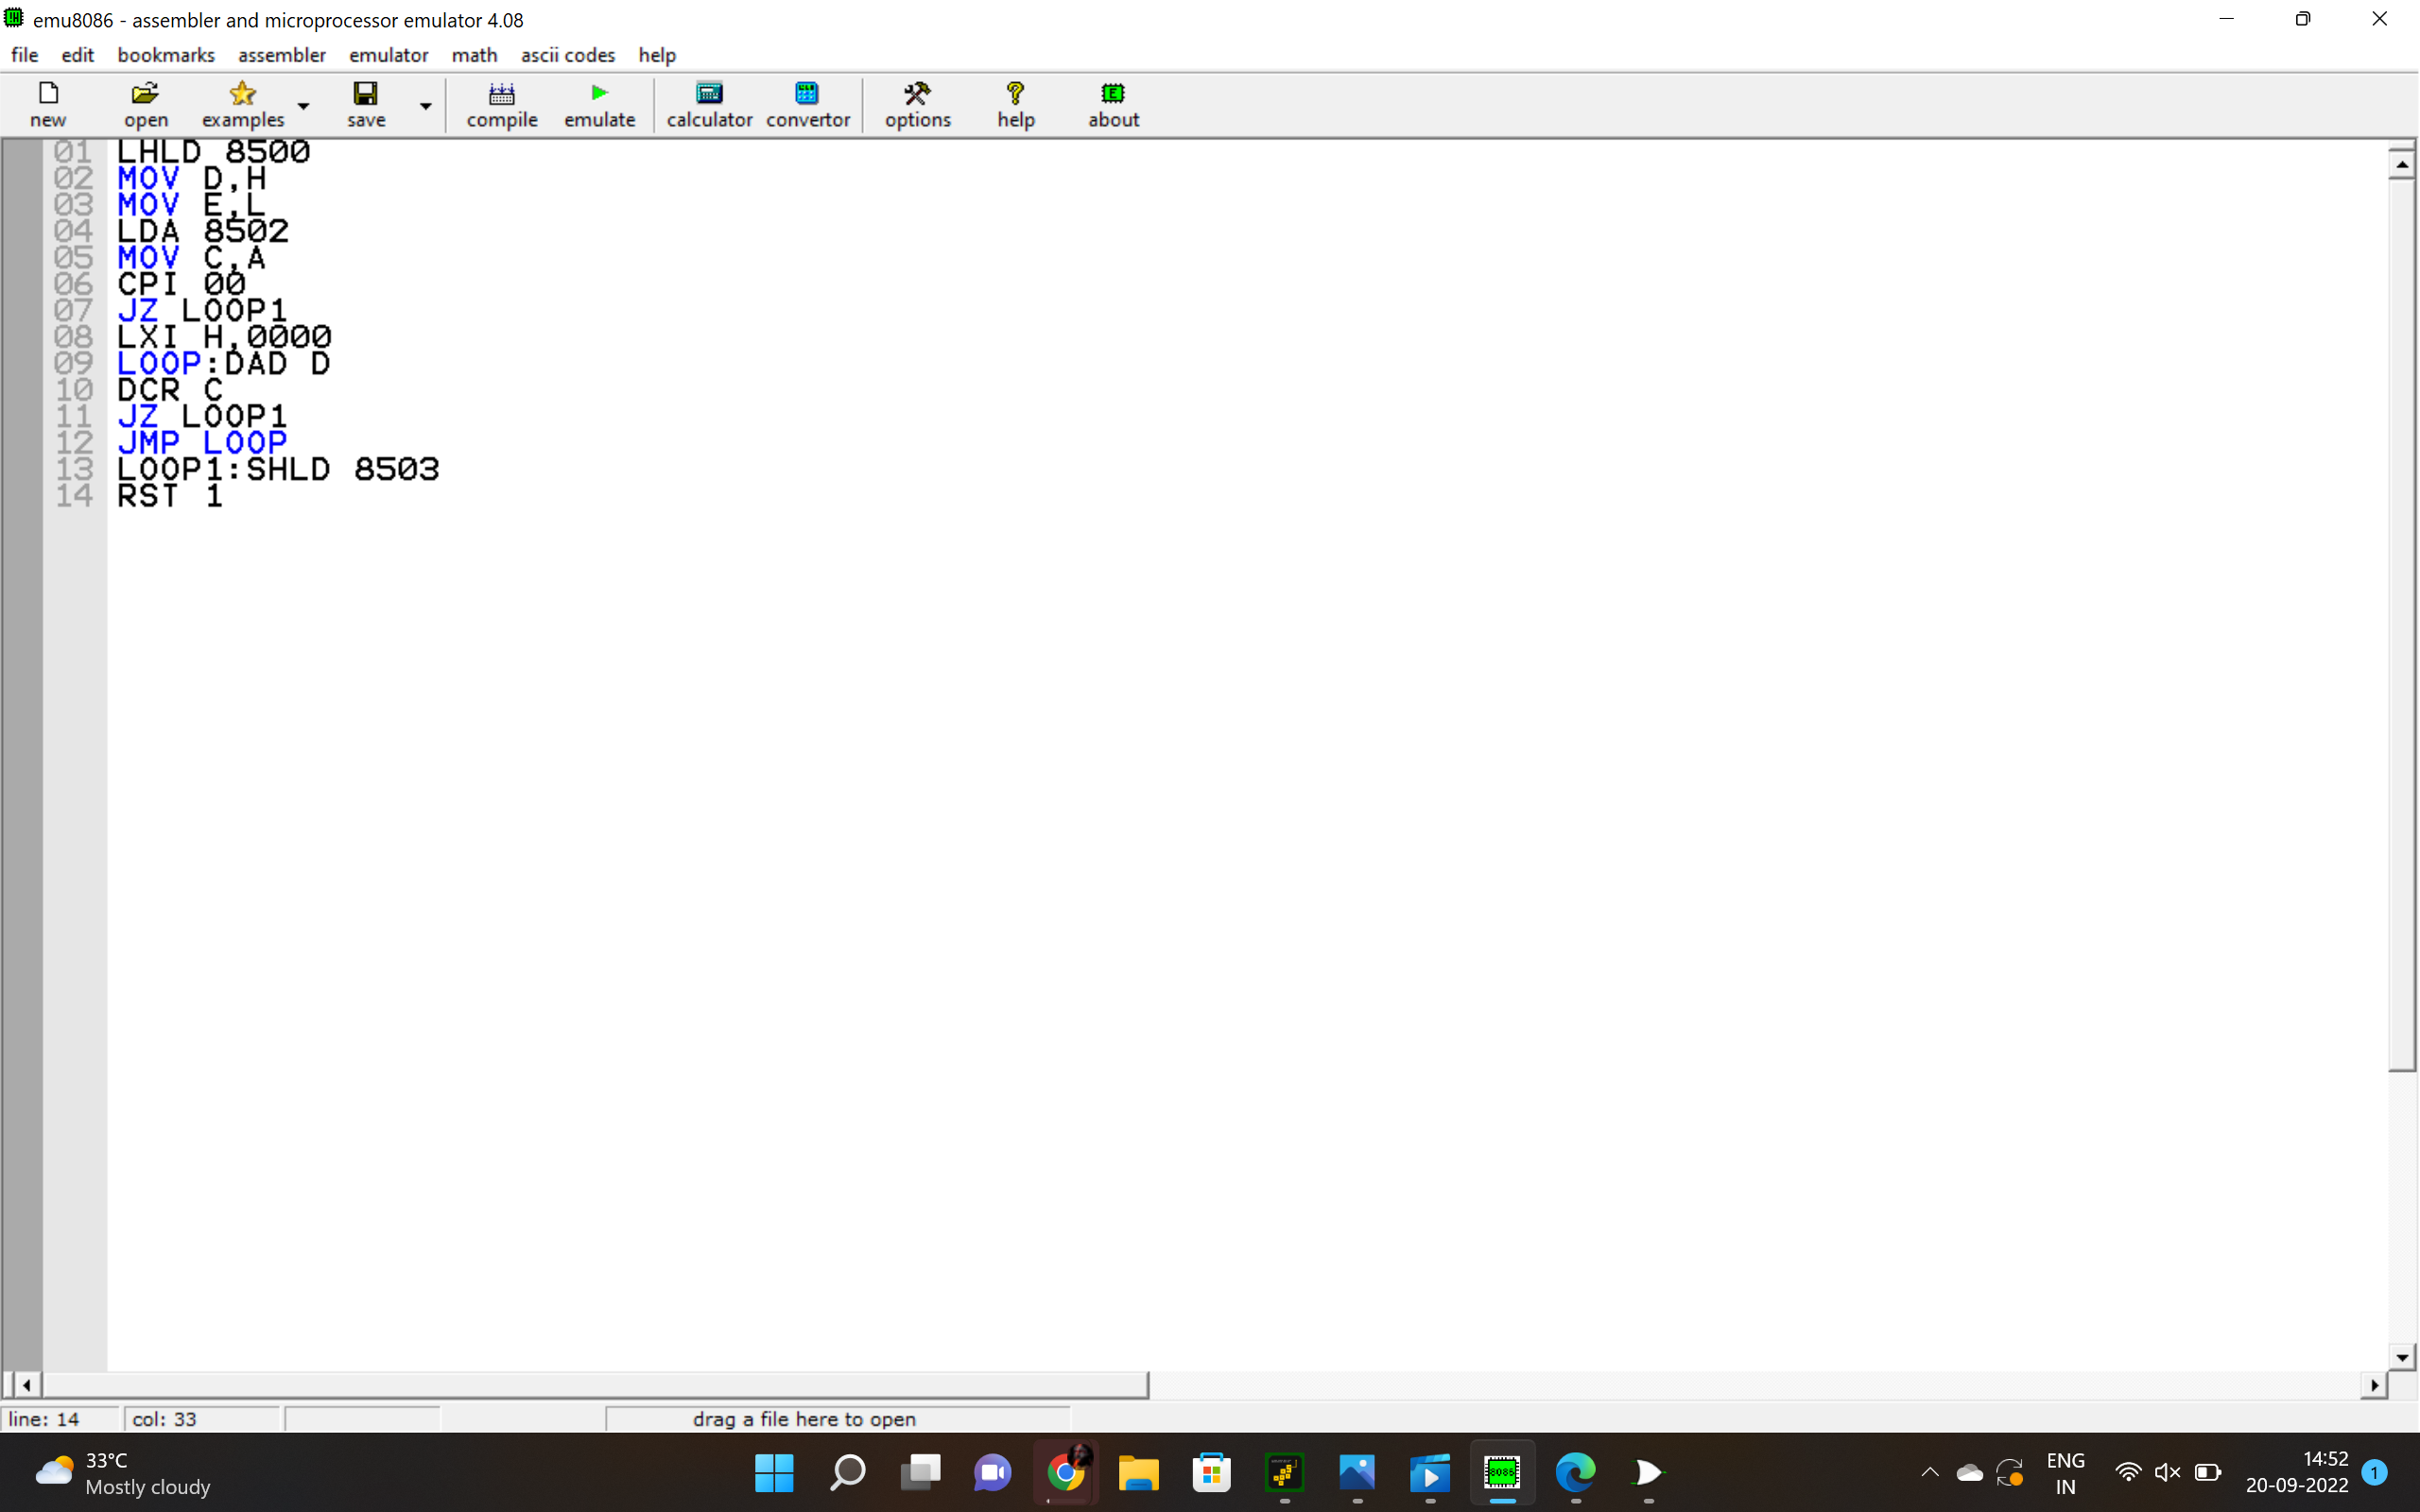 emu8086 - assembler and microprocessor emulator 4.08
file edit bookmarks assembler emulator math ascii codes help
new open examples save compile emulate calculator convertor options help about
01 LHLD 8500
02 MOV D,H
03 MOV E,L
04 LDA 8502
05 MOV C,A
06 CPI 00
07 JZ LOOP1
08 LXI H,0000
09 LOOP:DAD D
10 DCR C
11 JZ LOOP1
12 JMP LOOP
13 LOOP1:SHLD 8503
14 RST 1
line: 14 col: 33 drag a file here to open
33°C
Mostly cloudy
8086
ENG
IN
14:52
20-09-2022
1